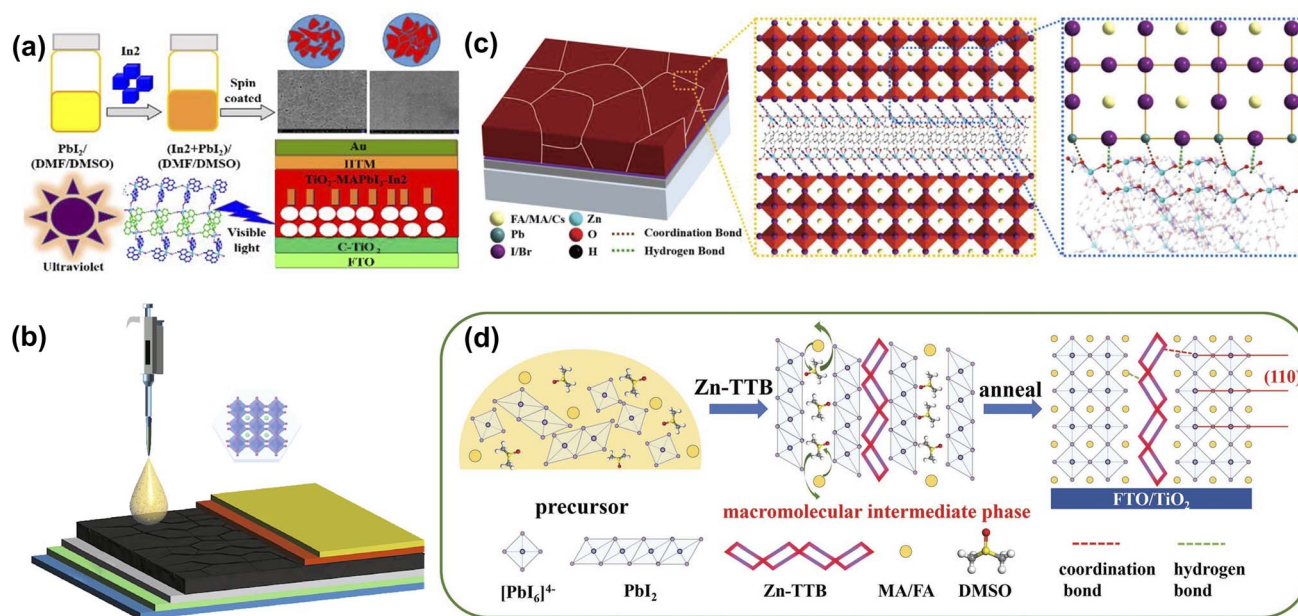 (a)
In2
Spin
coated
PbI2/
(DMF/DMSO)
(In2+PbI2)/
(DMF/DMSO)
Ultraviolet
Visible
light
Au
HTM
TiO2-MAPbI3-In2
C-TiO2
FTO
(c)
FA/MA/Cs
Zn
Pb
O
Coordination Bond
I/Br
H
Hydrogen Bond
(b)
(d)
Zn-TTB
anneal
(110)
precursor
macromolecular intermediate phase
FTO/TiO2
[PbI6]4-
PbI2
Zn-TTB
MA/FA
DMSO
coordination
bond
hydrogen
bond